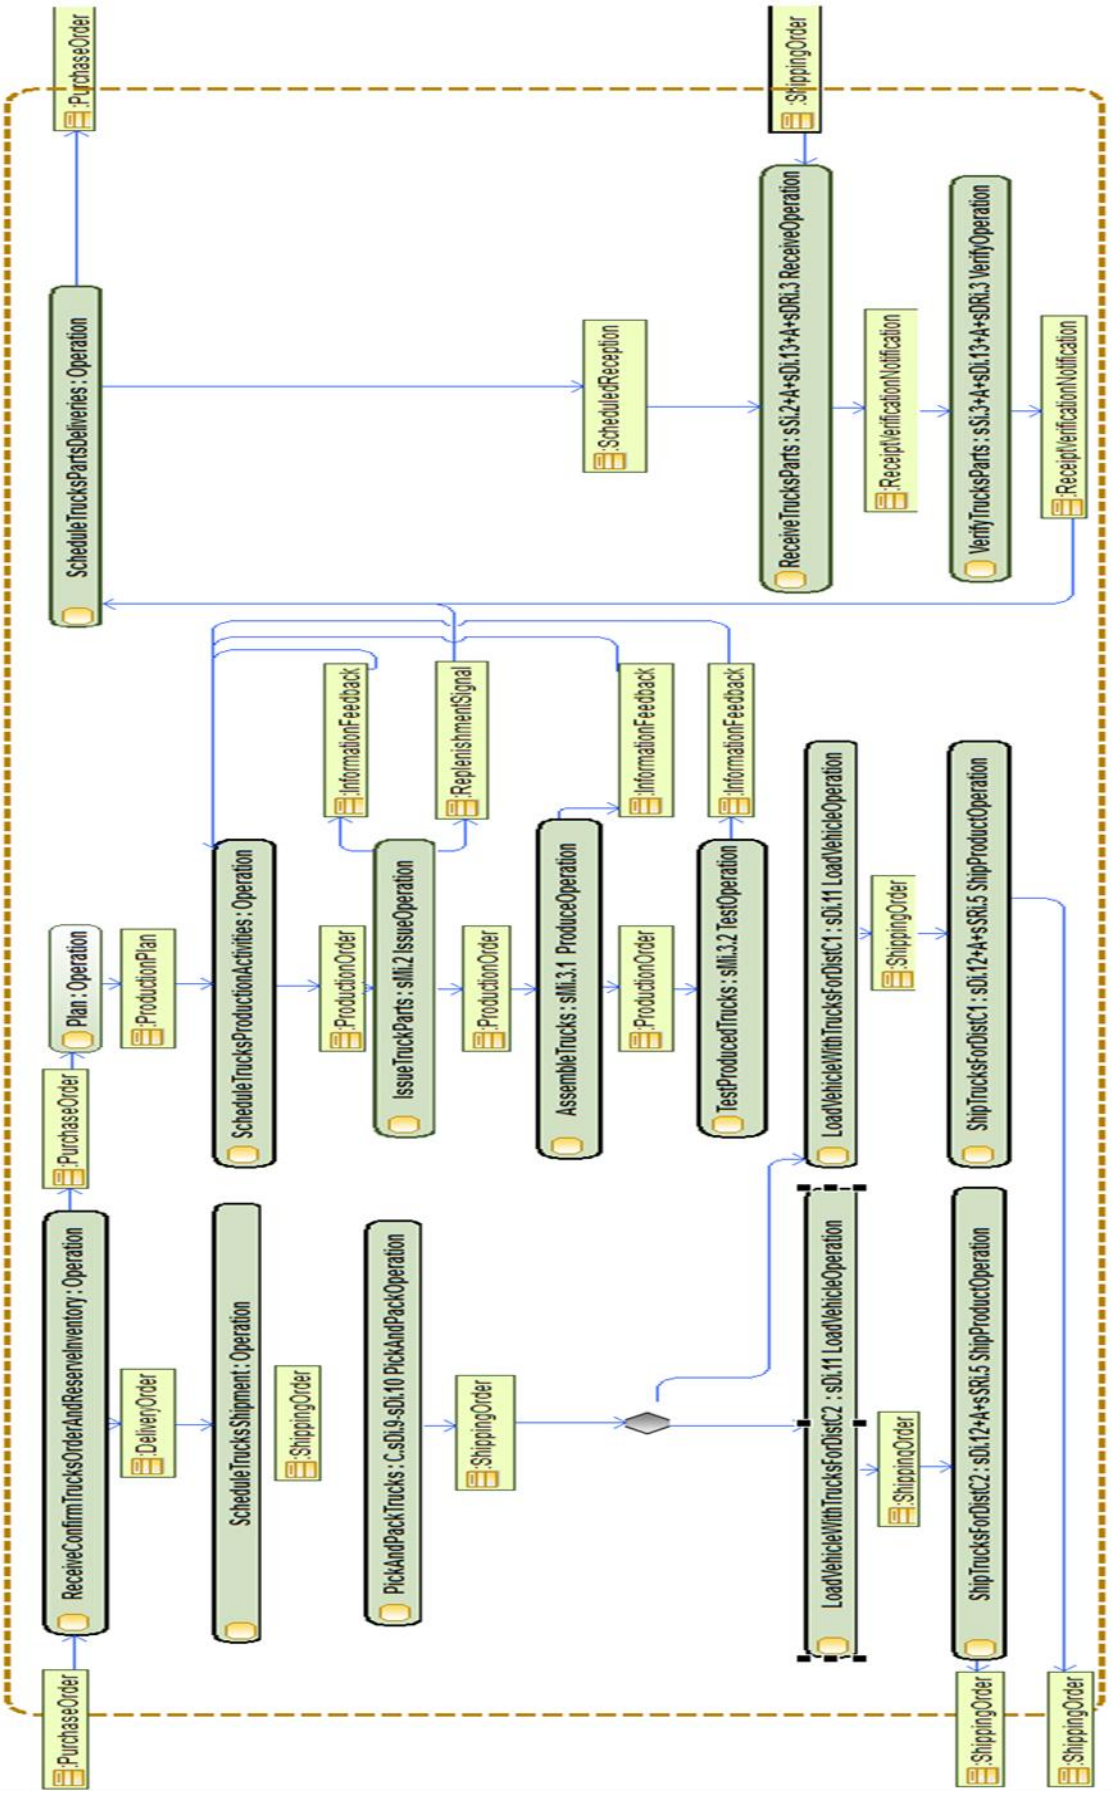 :PurchaseOrder
ReceiveConfirmTrucksOrderAndReserveInventory : Operation
:PurchaseOrder
Plan : Operation
:ProductionPlan
:DeliveryOrder
ScheduleTrucksShipment : Operation
:ShippingOrder
PickAndPackTrucks : C.sDi.9-sDi.10 PickAndPackOperation
:ShippingOrder
LoadVehicleWithTrucksForDistC2 : sDi.11 LoadVehicleOperation
:ShippingOrder
ShipTrucksForDistC2 : sDi.12+A+sSRi.5 ShipProductOperation
:ShippingOrder
:ShippingOrder
ScheduleTrucksProductionActivities : Operation
:ProductionOrder
IssueTruckParts : sMi.2 IssueOperation
:ProductionOrder
AssembleTrucks : sMi.3.1 ProduceOperation
:ProductionOrder
TestProducedTrucks : sMi.3.2 TestOperation
LoadVehicleWithTrucksForDistC1 : sDi.11 LoadVehicleOperation
:ShippingOrder
ShipTrucksForDistC1 : sDi.12+A+sSRi.5 ShipProductOperation
:InformationFeedback
:ReplenishmentSignal
:InformationFeedback
:InformationFeedback
ScheduleTrucksPartsDeliveries : Operation
:PurchaseOrder
:ScheduledReception
:ShippingOrder
ReceiveTrucksParts : sSi.2+A+sDi.13+A+sDRi.3 ReceiveOperation
:ReceiptVerificationNotification
VerifyTrucksParts : sSi.3+A+sDi.13+A+sDRi.3 VerifyOperation
:ReceiptVerificationNotification